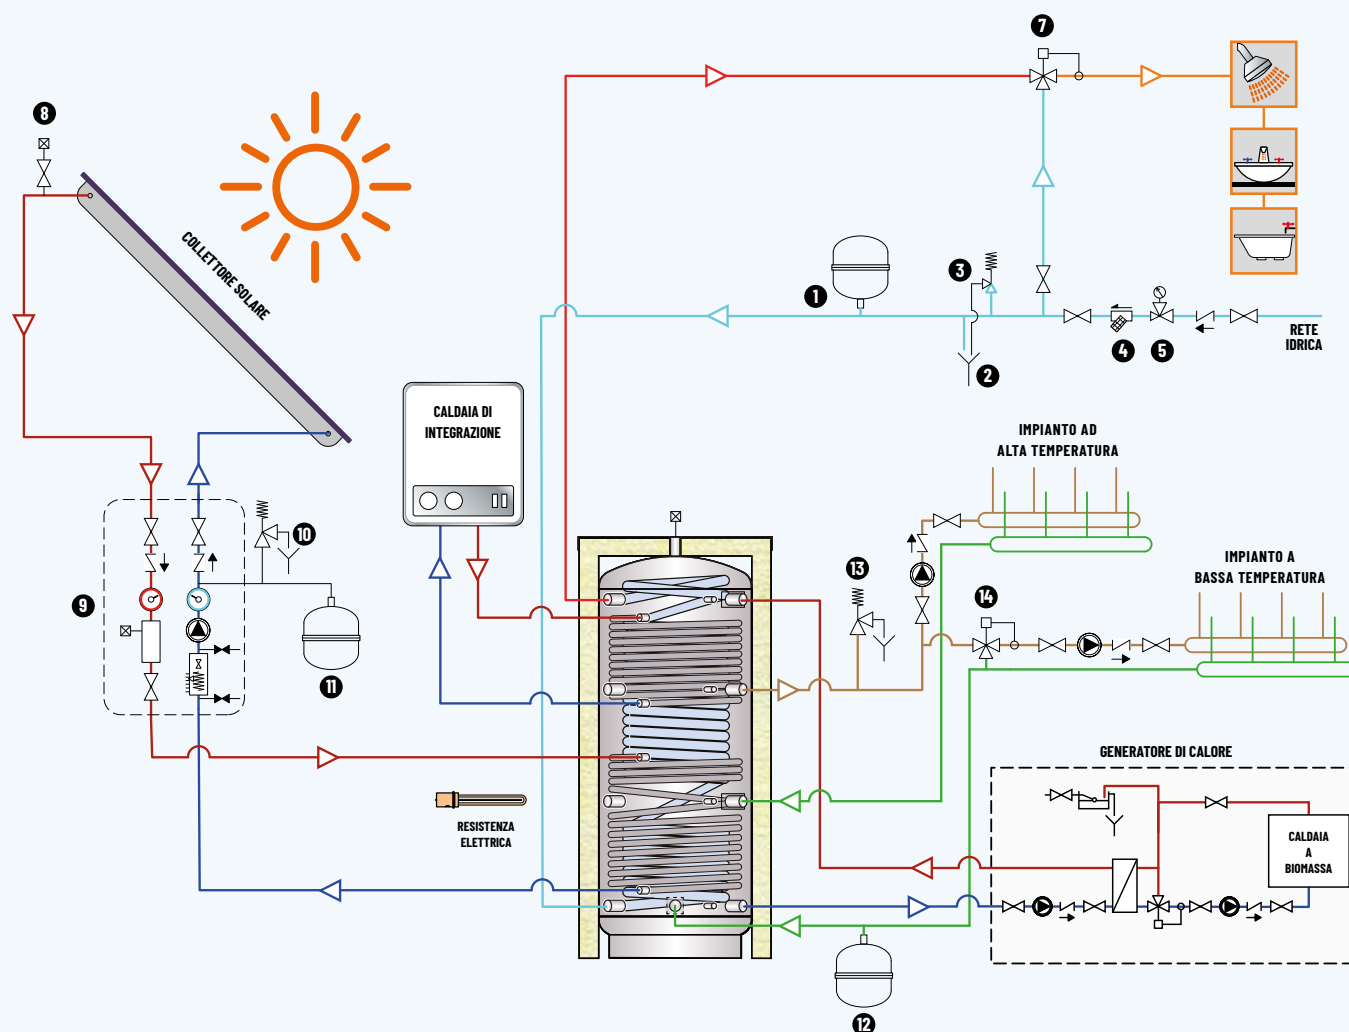 7
8
COLLETTORE SOLARE
1
3
4
5
RETE
IDRICA
2
CALDAIA DI
INTEGRAZIONE
IMPIANTO AD
ALTA TEMPERATURA
10
9
11
13
14
IMPIANTO A
BASSA TEMPERATURA
GENERATORE DI CALORE
RESISTENZA
ELETTRICA
CALDAIA
A
BIOMASSA
12